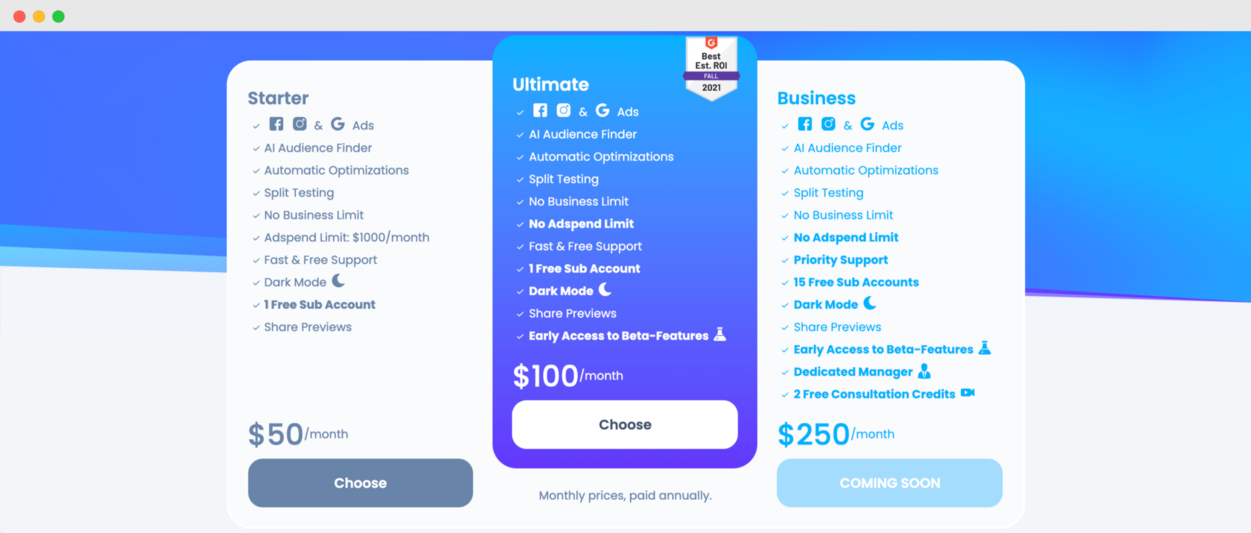 Starter
& Ads
AI Audience Finder
Automatic Optimizations
Split Testing
No Business Limit
Adspend Limit: $1000/month
Fast & Free Support
Dark Mode
1 Free Sub Account
Share Previews
$50/month
Choose
Best
Est. ROI
FALL
2021
Ultimate
& G Ads
AI Audience Finder
Automatic Optimizations
Split Testing
No Business Limit
No Adspend Limit
Fast & Free Support
1 Free Sub Account
Dark Mode
Share Previews
Early Access to Beta-Features
$100/month
Choose
Monthly prices, paid annually.
Business
& G Ads
AI Audience Finder
Automatic Optimizations
Split Testing
No Business Limit
No Adspend Limit
Priority Support
15 Free Sub Accounts
Dark Mode
Share Previews
Early Access to Beta-Features
Dedicated Manager
2 Free Consultation Credits
$250/month
COMING SOON